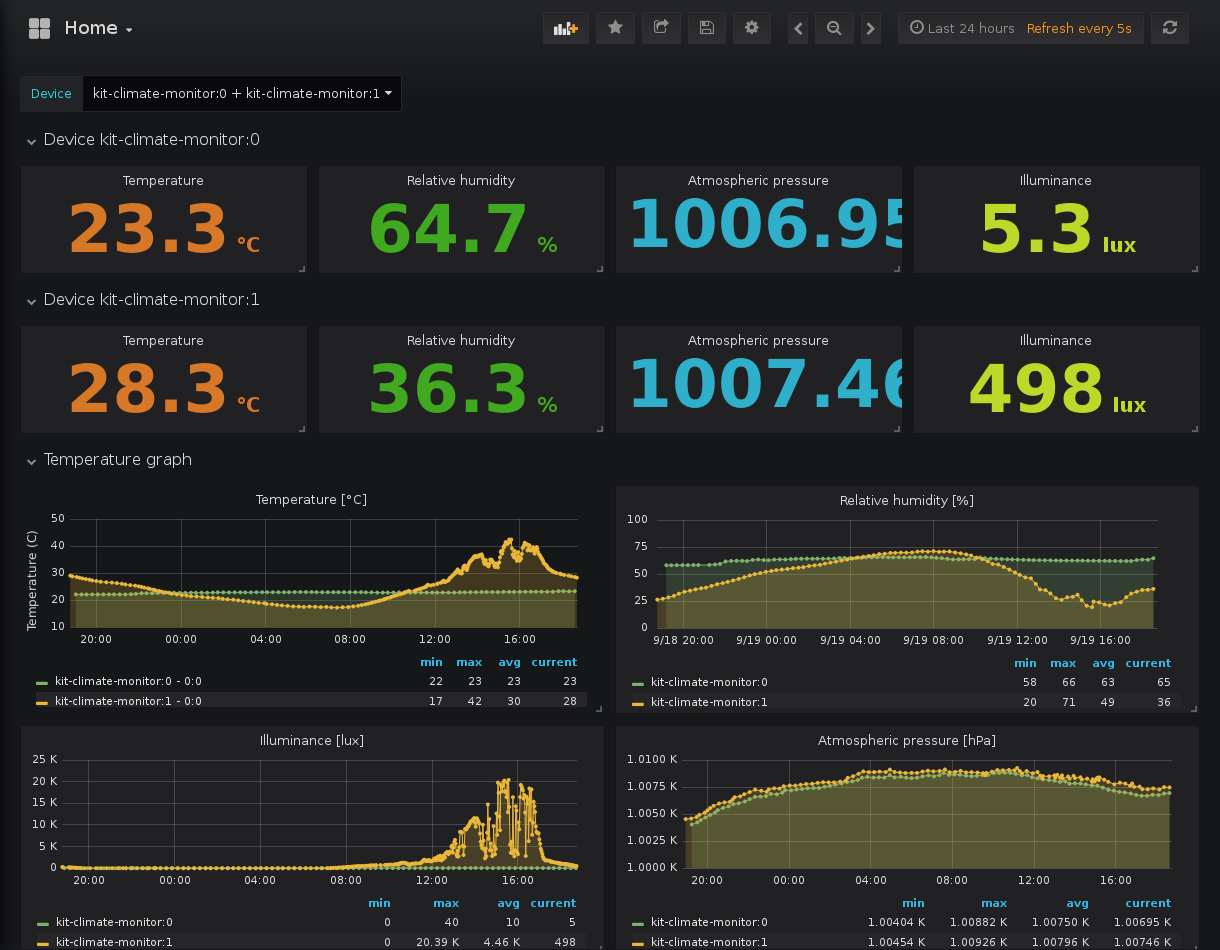 Home
Last 24 hours Refresh every 5s
Device kit-climate-monitor:0 + kit-climate-monitor:1
Device kit-climate-monitor:0
Temperature Relative humidity Atmospheric pressure Illuminance
23.3 °C 64.7 % 1006.95 5.3 lux
Device kit-climate-monitor:1
Temperature Relative humidity Atmospheric pressure Illuminance
28.3 °C 36.3 % 1007.46 498 lux
Temperature graph
Temperature [°C]
Temperature (C)
50
40
30
20
10
20:00 00:00 04:00 08:00 12:00 16:00
min max avg current
kit-climate-monitor:0 - 0:0 22 23 23 23
kit-climate-monitor:1 - 0:0 17 42 30 28
Relative humidity [%]
100
75
50
25
0
9/18 20:00 9/19 00:00 9/19 04:00 9/19 08:00 9/19 12:00 9/19 16:00
min max avg current
kit-climate-monitor:0 58 66 63 65
kit-climate-monitor:1 20 71 49 36
Illuminance [lux]
25 K
20 K
15 K
10 K
5 K
0
20:00 00:00 04:00 08:00 12:00 16:00
min max avg current
kit-climate-monitor:0 0 40 10 5
kit-climate-monitor:1 0 20.39 K 4.46 K 498
Atmospheric pressure [hPa]
1.0100 K
1.0075 K
1.0050 K
1.0025 K
1.0000 K
20:00 00:00 04:00 08:00 12:00 16:00
min max avg current
kit-climate-monitor:0 1.00404 K 1.00882 K 1.00750 K 1.00695 K
kit-climate-monitor:1 1.00454 K 1.00926 K 1.00796 K 1.00746 K